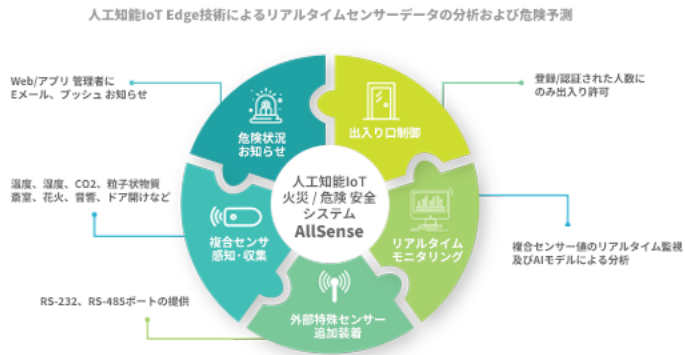 人工知能IoT Edge技術によるリアルタイムセンサーデータの分析および危険予測
Web/アプリ 管理者に
Eメール、プッシュ お知らせ
危険状況
お知らせ
出入り口制御
登録/認証された人数に
のみ出入り許可
温度、湿度、CO2、粒子状物質
斎室、花火、音響、ドア開けなど
複合センサ
感知·収集
人工知能IoT
火災 / 危険 安全
システム
AllSense
リアルタイム
モニタリング
複合センサー値のリアルタイム監視
及びAIモデルによる分析
RS-232、RS-485ポートの提供
外部特殊センサー
追加装着